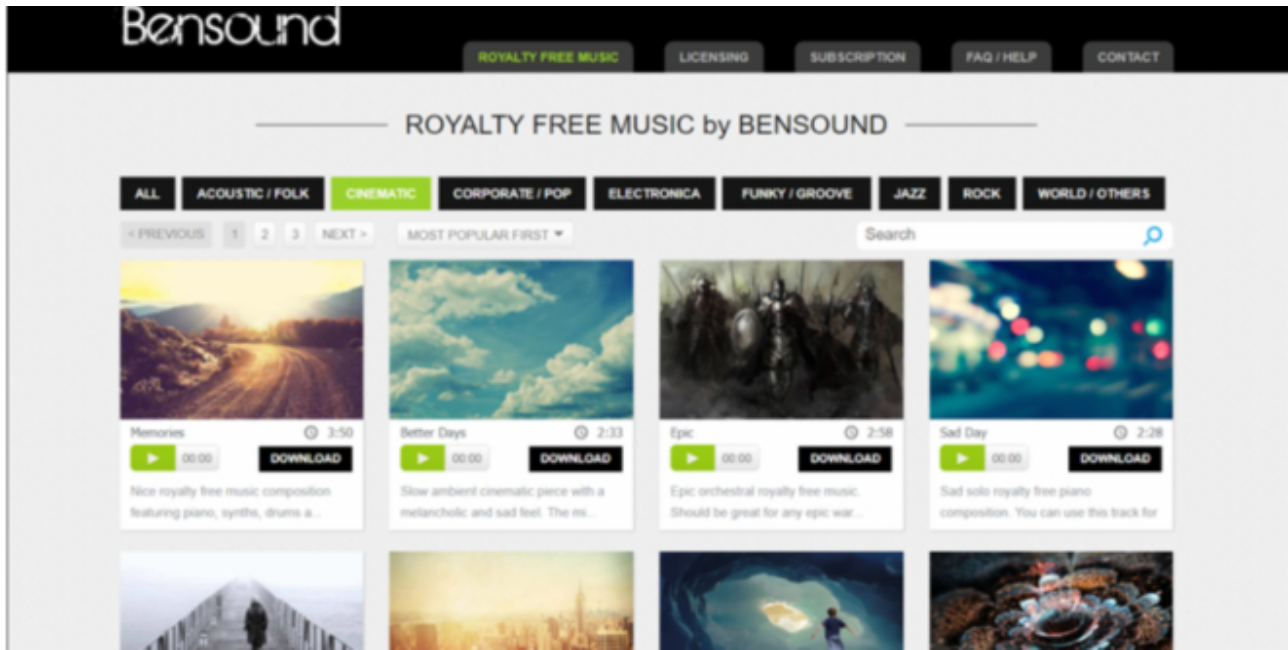 Bensound
ROYALTY FREE MUSIC LICENSING SUBSCRIPTION FAQ / HELP CONTACT
ROYALTY FREE MUSIC by BENSOUND
ALL ACOUSTIC / FOLK CINEMATIC CORPORATE / POP ELECTRONICA FUNKY / GROOVE JAZZ ROCK WORLD / OTHERS
< PREVIOUS 1 2 3 NEXT > MOST POPULAR FIRST Search
Memories 3:50
00:00 DOWNLOAD
Nice royalty free music composition
featuring piano, synths, drums a...
Better Days 2:33
00:00 DOWNLOAD
Slow ambient cinematic piece with a
melancholic and sad feel. The mi...
Epic 2:58
00:00 DOWNLOAD
Epic orchestral royalty free music.
Should be great for any epic war...
Sad Day 2:28
00:00 DOWNLOAD
Sad solo royalty free piano
composition. You can use this track for